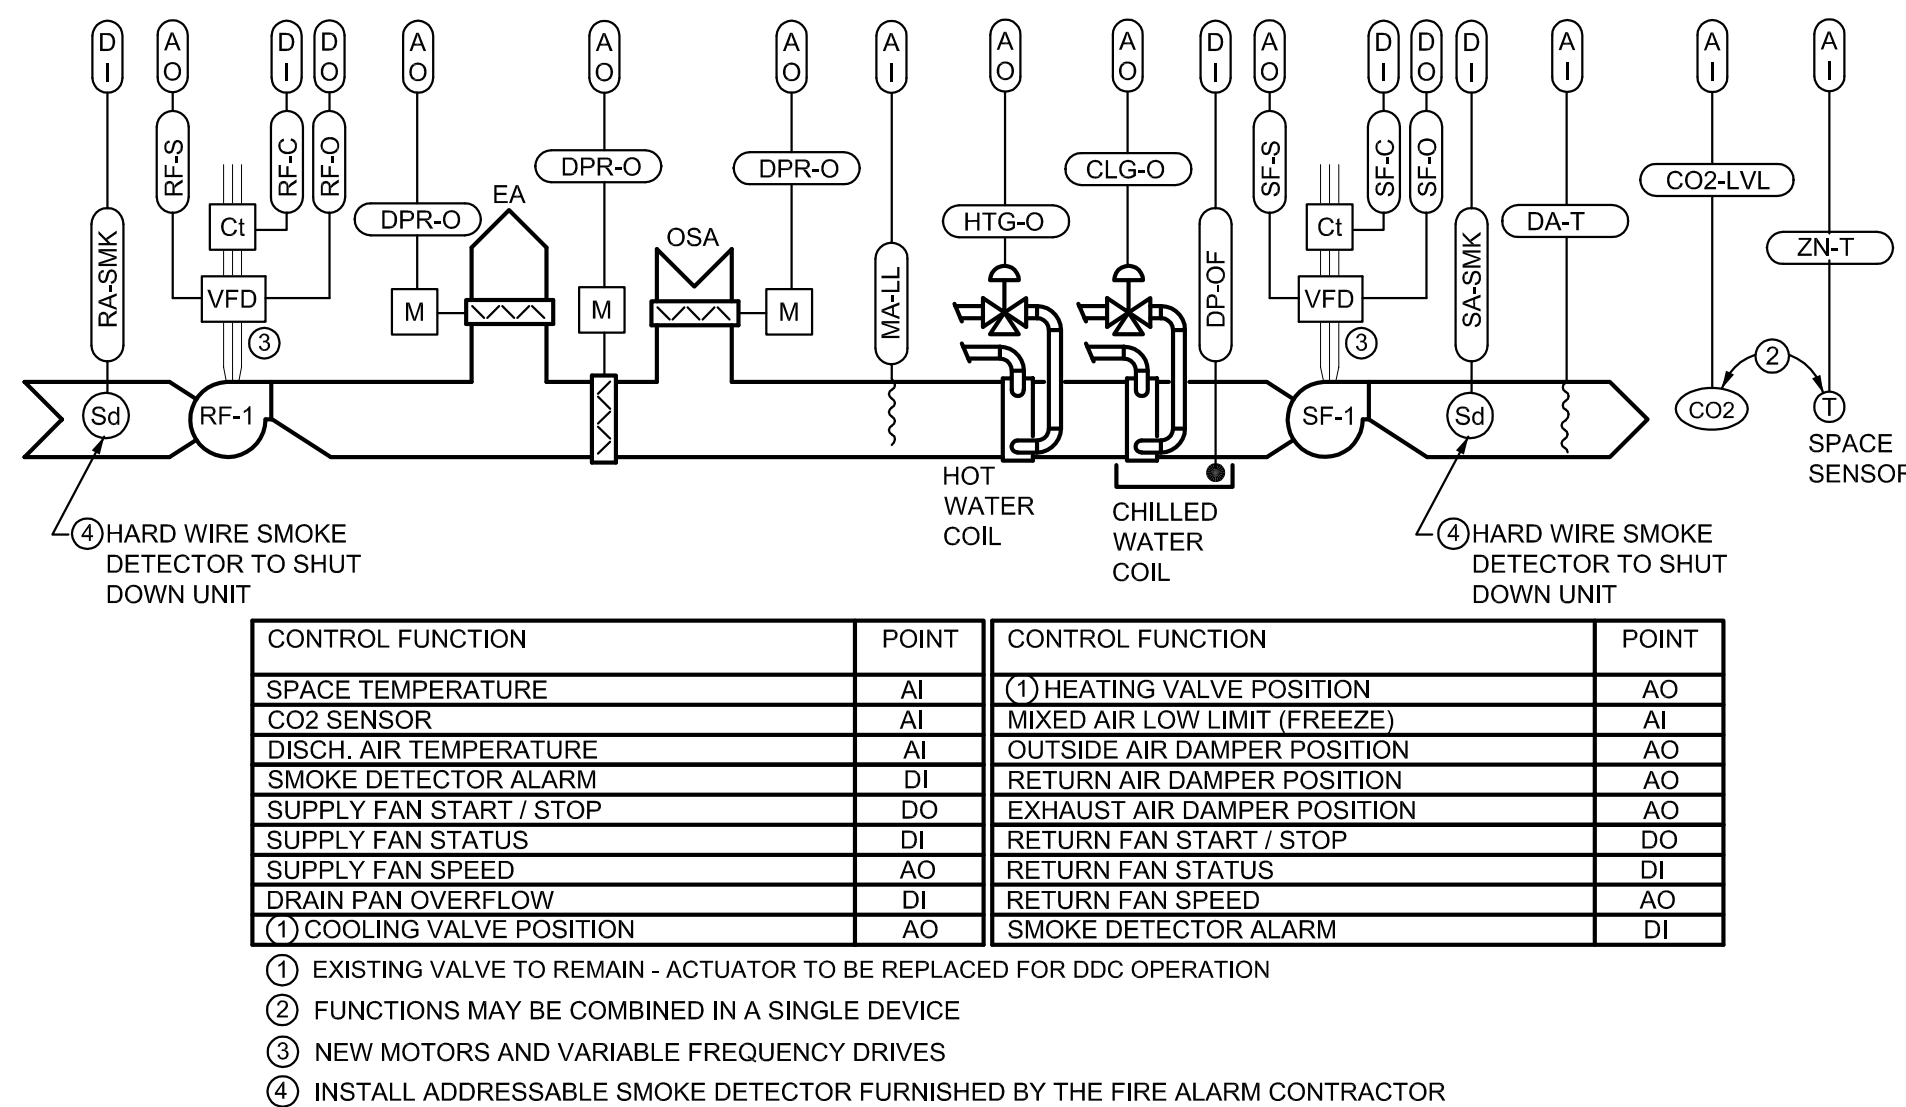 DI AO DI DO AO AO AO AI AO AO DI AO DI DO DI AI AI AI
RA-SMK RF-S RF-C RF-O DPR-O DPR-O DPR-O MA-LL HTG-O CLG-O DP-OF SF-S SF-C SF-O SA-SMK DA-T CO2-LVL ZN-T
EA
OSA
Ct
VFD
3
M
M
M
Ct
VFD
3
2
Sd
RF-1
SF-1
Sd
CO2
T
SPACE
SENSOR
HOT
WATER
COIL
CHILLED
WATER
COIL
4 HARD WIRE SMOKE
DETECTOR TO SHUT
DOWN UNIT
4 HARD WIRE SMOKE
DETECTOR TO SHUT
DOWN UNIT
CONTROL FUNCTION POINT CONTROL FUNCTION POINT
SPACE TEMPERATURE AI 1 HEATING VALVE POSITION AO
CO2 SENSOR AI MIXED AIR LOW LIMIT (FREEZE) AI
DISCH. AIR TEMPERATURE AI OUTSIDE AIR DAMPER POSITION AO
SMOKE DETECTOR ALARM DI RETURN AIR DAMPER POSITION AO
SUPPLY FAN START / STOP DO EXHAUST AIR DAMPER POSITION AO
SUPPLY FAN STATUS DI RETURN FAN START / STOP DO
SUPPLY FAN SPEED AO RETURN FAN STATUS DI
DRAIN PAN OVERFLOW DI RETURN FAN SPEED AO
1 COOLING VALVE POSITION AO SMOKE DETECTOR ALARM DI
1 EXISTING VALVE TO REMAIN - ACTUATOR TO BE REPLACED FOR DDC OPERATION
2 FUNCTIONS MAY BE COMBINED IN A SINGLE DEVICE
3 NEW MOTORS AND VARIABLE FREQUENCY DRIVES
4 INSTALL ADDRESSABLE SMOKE DETECTOR FURNISHED BY THE FIRE ALARM CONTRACTOR